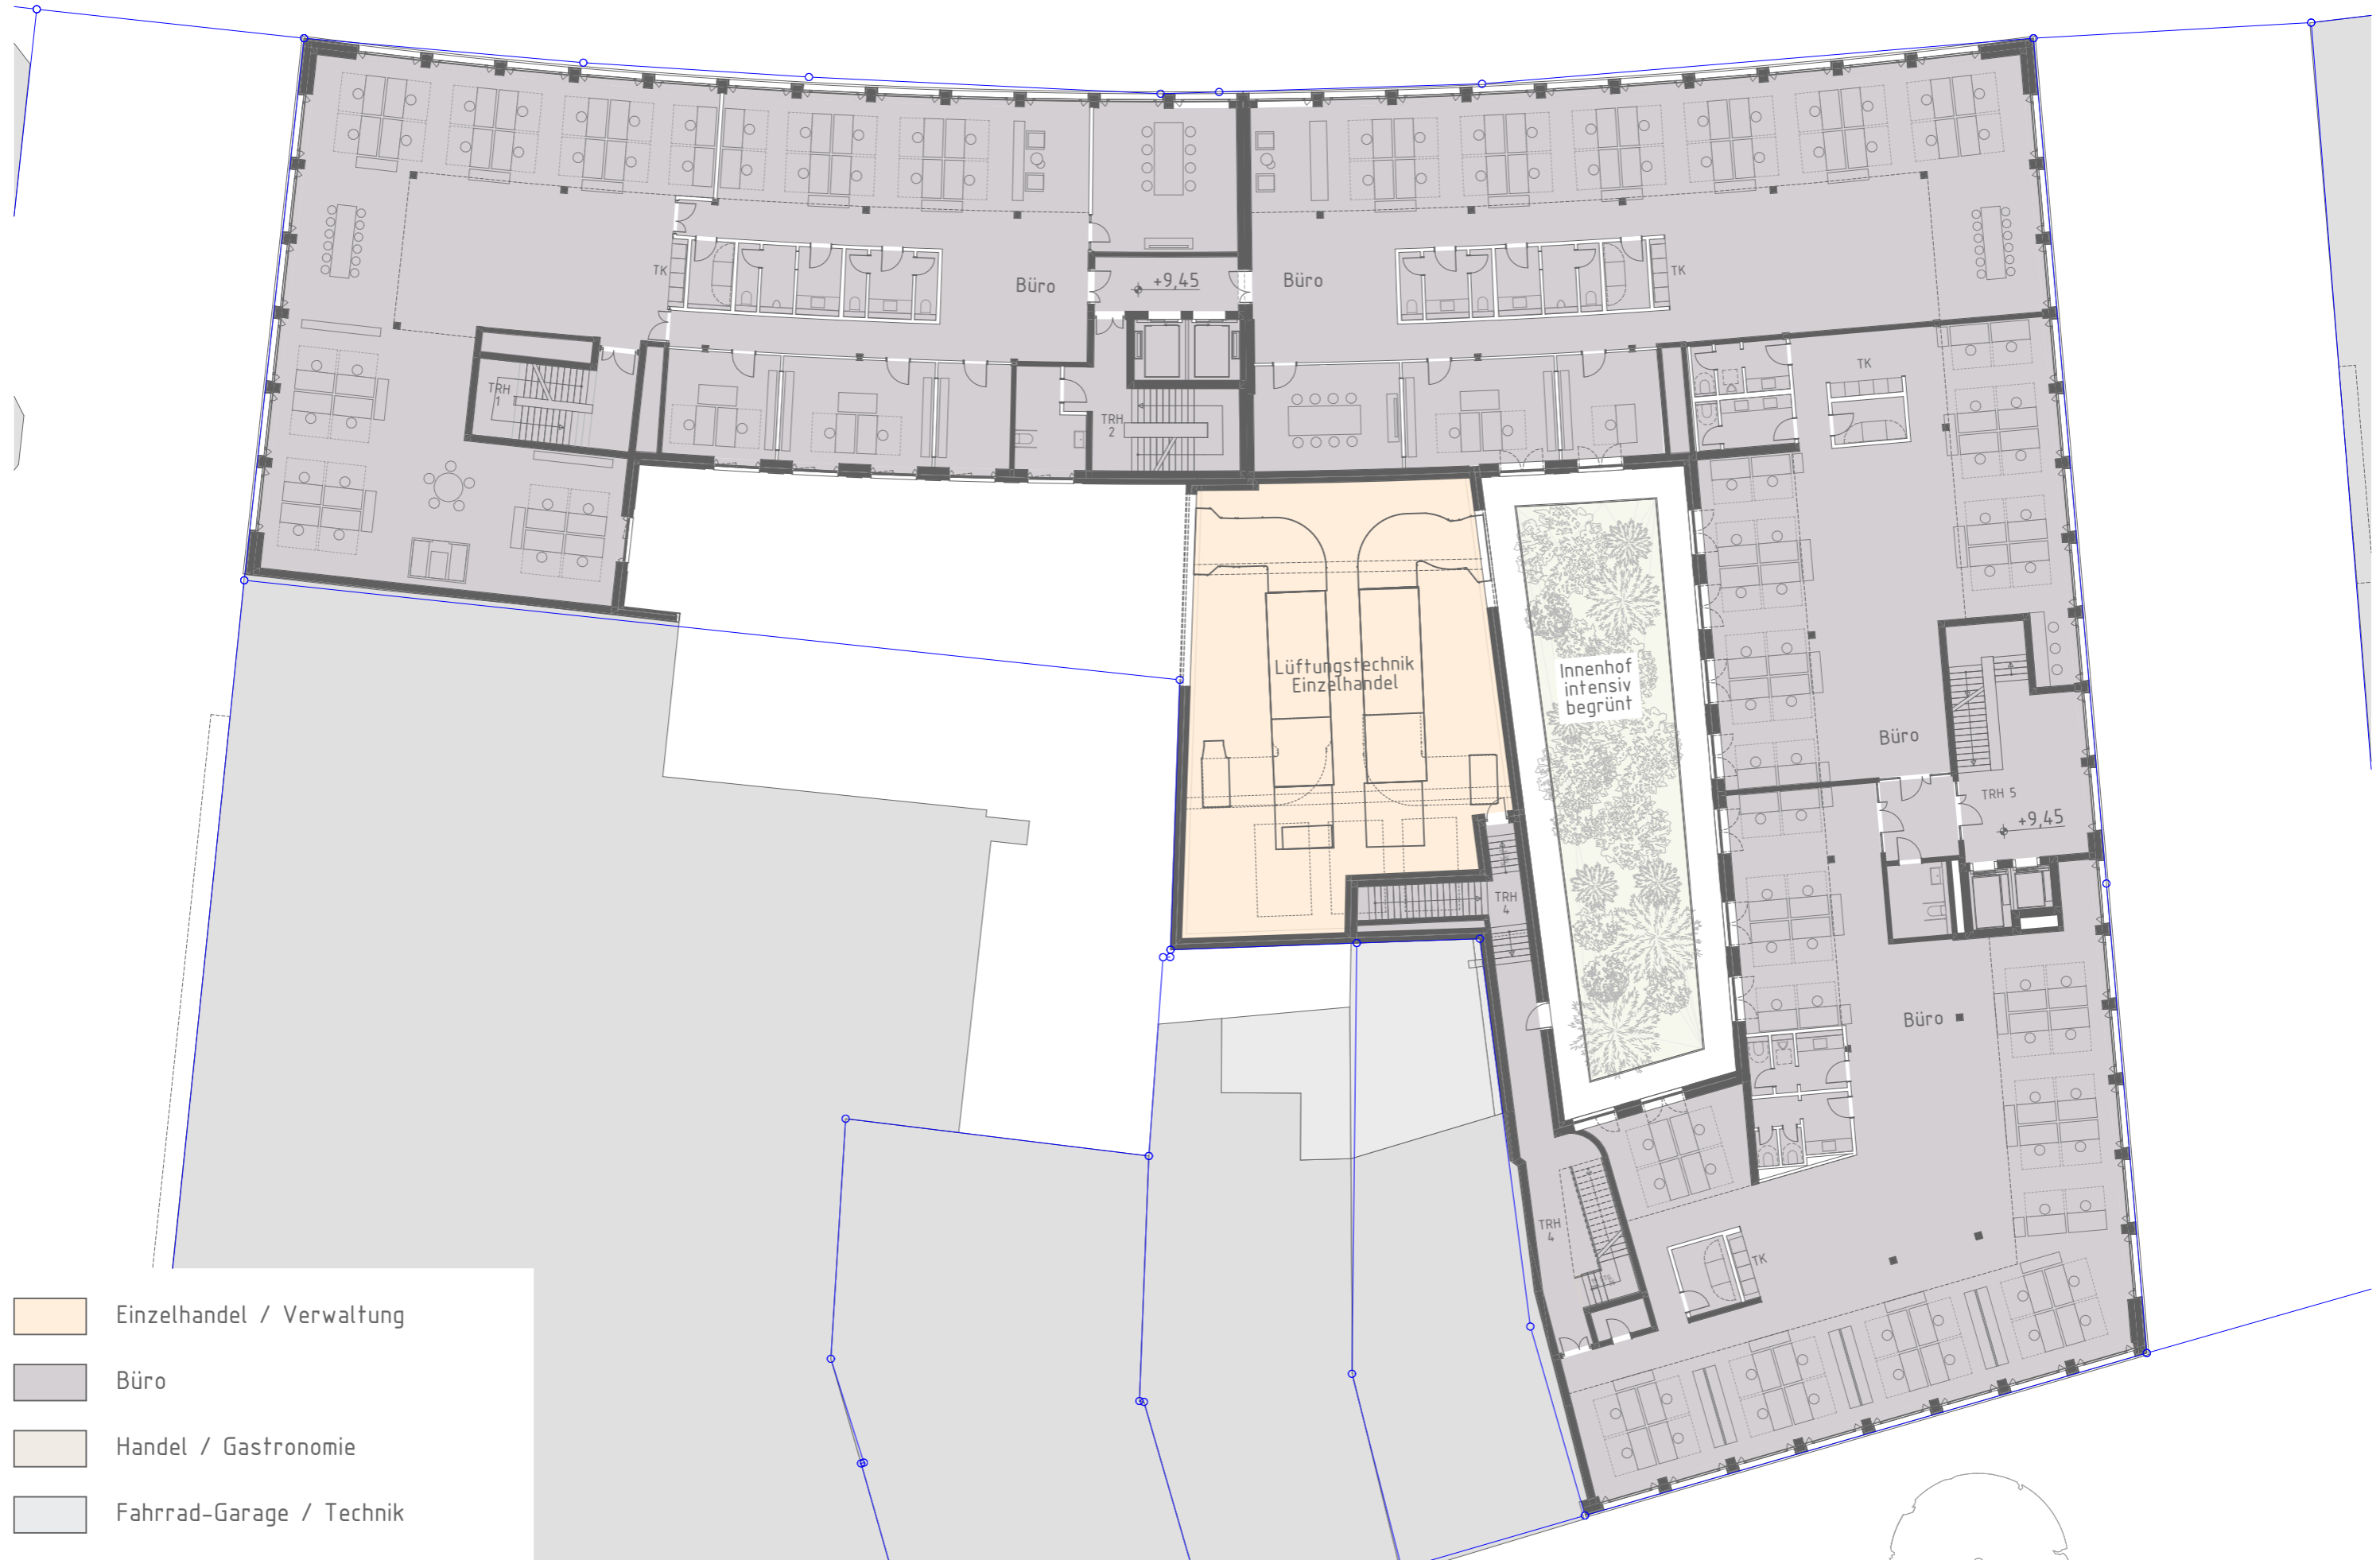 TK
Büro
+9,45
Büro
TK
TRH
1
TRH
2
TK
Lüftungstechnik
Einzelhandel
Innenhof
intensiv
begrünt
Büro
TRH 5
+9,45
TRH
4
Büro
TRH
4
TK
Einzelhandel / Verwaltung
Büro
Handel / Gastronomie
Fahrrad-Garage / Technik